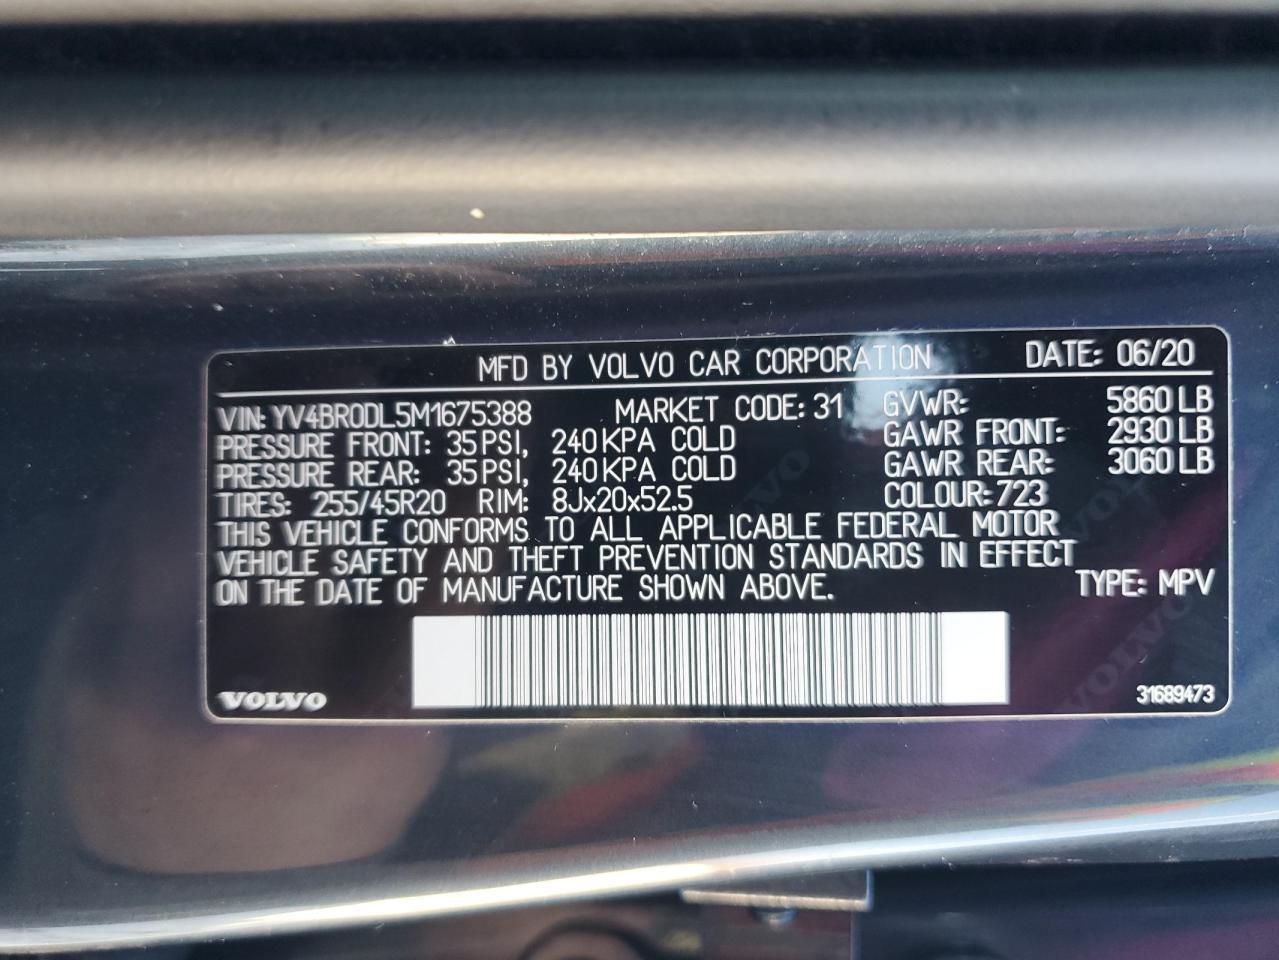 MFD BY VOLVO CAR CORPORATION DATE: 06/20
VIN: YV4BR0DL5M1675388 MARKET CODE: 31 GVWR: 5860 LB
PRESSURE FRONT: 35 PSI, 240 KPA COLD GAWR FRONT: 2930 LB
PRESSURE REAR: 35 PSI, 240 KPA COLD GAWR REAR: 3060 LB
TIRES: 255/45R20 RIM: 8Jx20x52.5 COLOUR: 723
THIS VEHICLE CONFORMS TO ALL APPLICABLE FEDERAL MOTOR
VEHICLE SAFETY AND THEFT PREVENTION STANDARDS IN EFFECT
ON THE DATE OF MANUFACTURE SHOWN ABOVE. TYPE: MPV
VOLVO 31689473